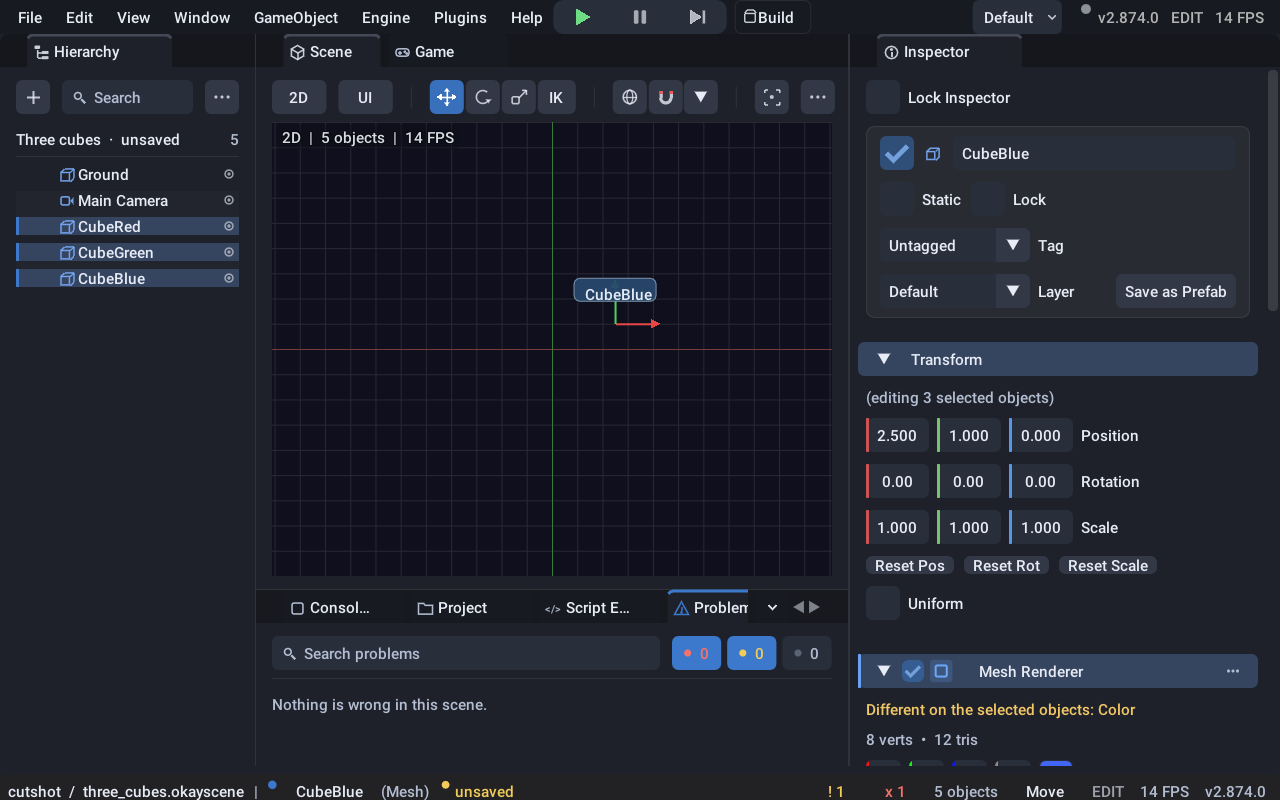 File Edit View Window GameObject Engine Plugins Help Build Default v2.874.0 EDIT 14 FPS
Hierarchy Scene Game Inspector
Search 2D UI IK Lock Inspector
Three cubes · unsaved 5
2D | 5 objects | 14 FPS
Ground
Main Camera
CubeRed
CubeGreen
CubeBlue
CubeBlue
CubeBlue
Static Lock
Untagged Tag
Default Layer Save as Prefab
Transform
(editing 3 selected objects)
2.500 1.000 0.000 Position
0.00 0.00 0.00 Rotation
1.000 1.000 1.000 Scale
Reset Pos Reset Rot Reset Scale
Uniform
Consol... Project </> Script E... Problem
Search problems 0 0 0
Nothing is wrong in this scene.
Mesh Renderer
Different on the selected objects: Color
8 verts • 12 tris
cutshot / three_cubes.okayscene | CubeBlue (Mesh) unsaved ! 1 x 1 5 objects Move EDIT 14 FPS v2.874.0